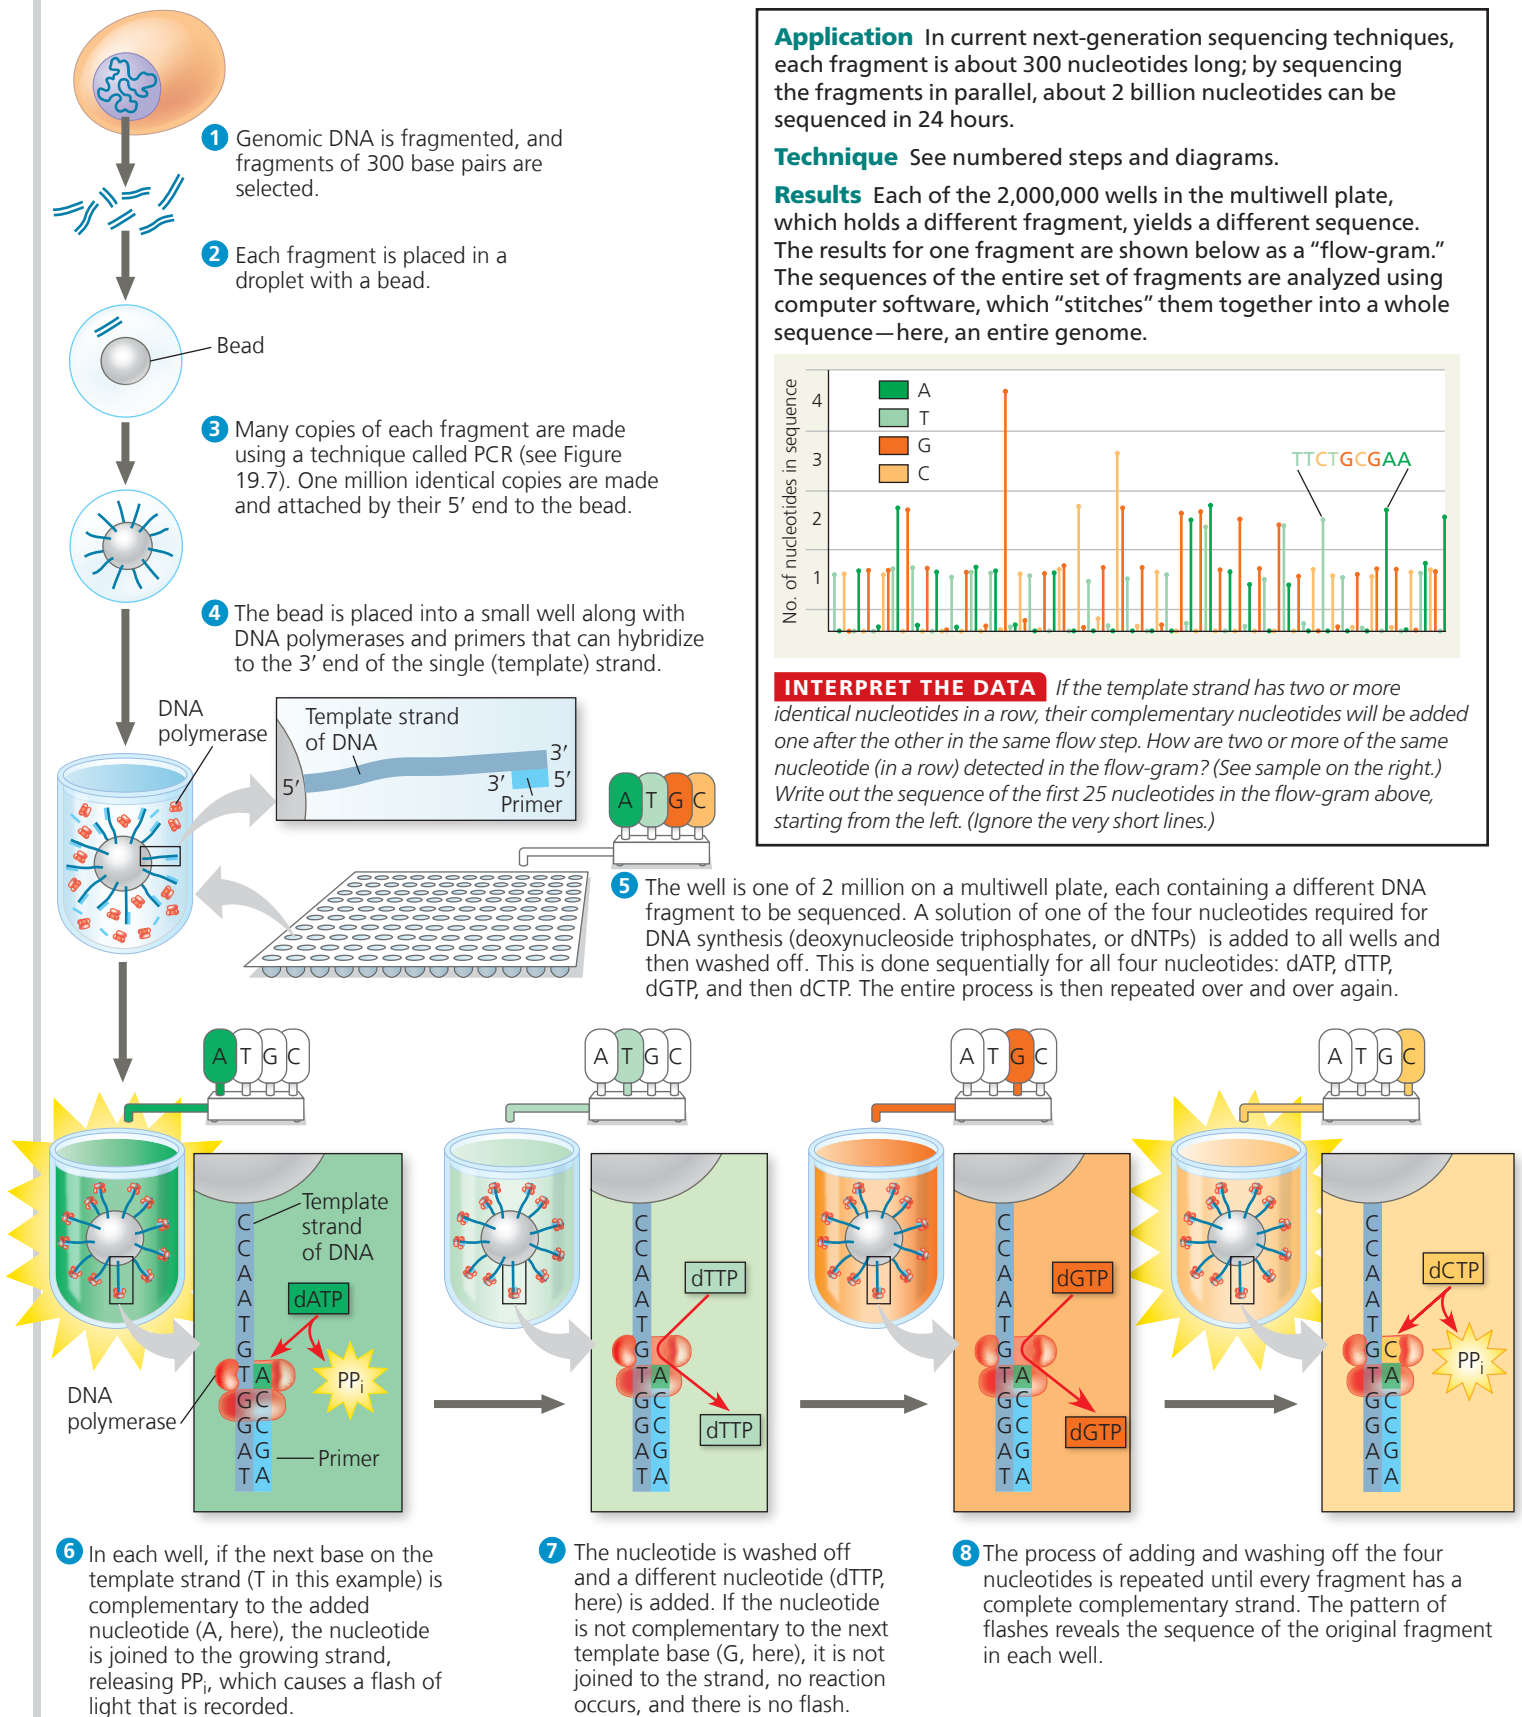 1 Genomic DNA is fragmented, and
fragments of 300 base pairs are
selected.
2 Each fragment is placed in a
droplet with a bead.
Bead
3 Many copies of each fragment are made
using a technique called PCR (see Figure
19.7). One million identical copies are made
and attached by their 5′ end to the bead.
4 The bead is placed into a small well along with
DNA polymerases and primers that can hybridize
to the 3′ end of the single (template) strand.
DNA
polymerase
Template strand
of DNA
5′
3′
3′
5′
Primer
A T G C
Application In current next-generation sequencing techniques,
each fragment is about 300 nucleotides long; by sequencing
the fragments in parallel, about 2 billion nucleotides can be
sequenced in 24 hours.
Technique See numbered steps and diagrams.
Results Each of the 2,000,000 wells in the multiwell plate,
which holds a different fragment, yields a different sequence.
The results for one fragment are shown below as a “flow-gram.”
The sequences of the entire set of fragments are analyzed using
computer software, which “stitches” them together into a whole
sequence—here, an entire genome.
No. of nucleotides in sequence
4
3
2
1
A
T
G
C
TTCTGCGAA
INTERPRET THE DATA If the template strand has two or more
identical nucleotides in a row, their complementary nucleotides will be added
one after the other in the same flow step. How are two or more of the same
nucleotide (in a row) detected in the flow-gram? (See sample on the right.)
Write out the sequence of the first 25 nucleotides in the flow-gram above,
starting from the left. (Ignore the very short lines.)
5 The well is one of 2 million on a multiwell plate, each containing a different DNA
fragment to be sequenced. A solution of one of the four nucleotides required for
DNA synthesis (deoxynucleoside triphosphates, or dNTPs) is added to all wells and
then washed off. This is done sequentially for all four nucleotides: dATP, dTTP,
dGTP, and then dCTP. The entire process is then repeated over and over again.
A T G C
Template
strand
of DNA
C
C
A
A
T
G
T A
G C
G C
A G
T A
dATP
PPi
DNA
polymerase
Primer
A T G C
C
C
A
A
T
G
T A
G C
G C
A G
T A
dTTP
dTTP
A T G C
C
C
A
A
T
G
T A
G C
G C
A G
T A
dGTP
dGTP
A T G C
C
C
A
A
T
G C
T A
G C
G C
A G
T A
dCTP
PPi
6 In each well, if the next base on the
template strand (T in this example) is
complementary to the added
nucleotide (A, here), the nucleotide
is joined to the growing strand,
releasing PPi, which causes a flash of
light that is recorded.
7 The nucleotide is washed off
and a different nucleotide (dTTP,
here) is added. If the nucleotide
is not complementary to the next
template base (G, here), it is not
joined to the strand, no reaction
occurs, and there is no flash.
8 The process of adding and washing off the four
nucleotides is repeated until every fragment has a
complete complementary strand. The pattern of
flashes reveals the sequence of the original fragment
in each well.